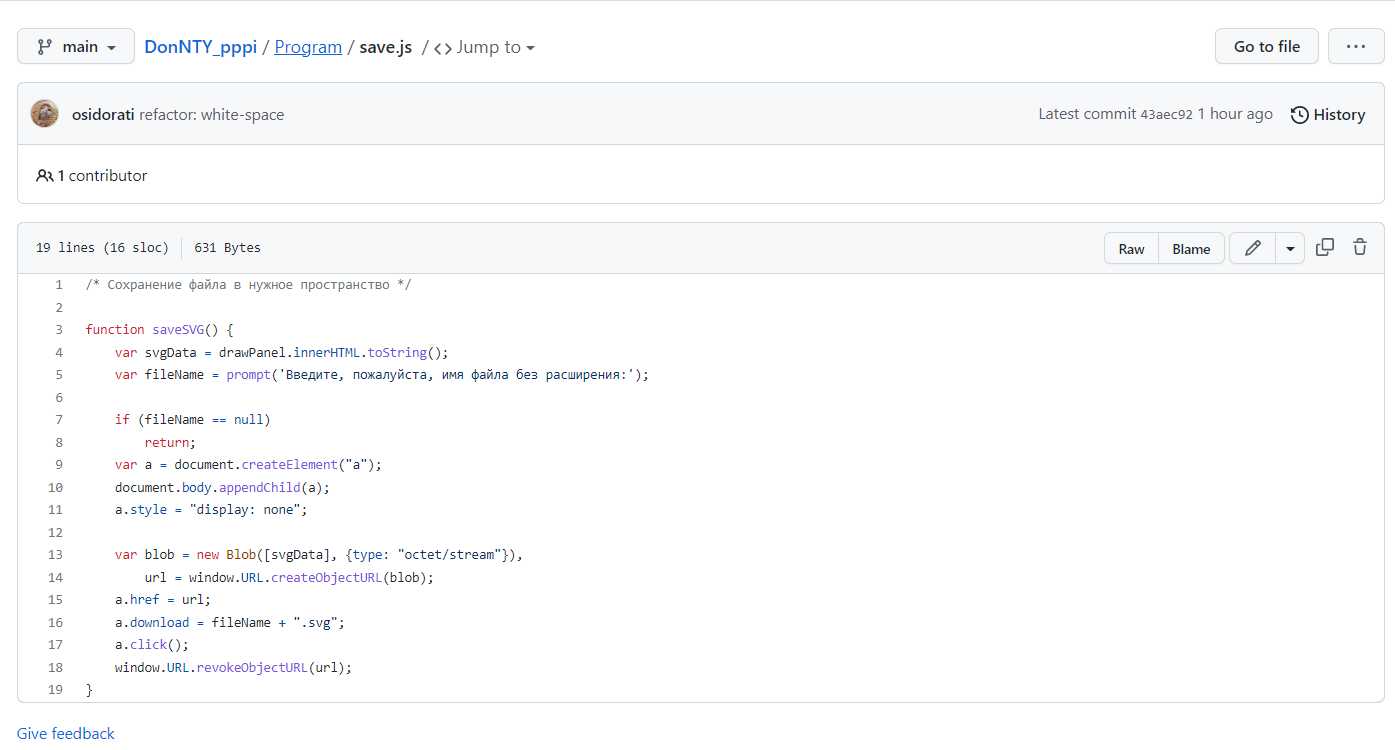 main DonNTY_pppi / Program / save.js / <> Jump to Go to file ...
osidorati refactor: white-space Latest commit 43aec92 1 hour ago History
1 contributor
19 lines (16 sloc) 631 Bytes Raw Blame
1 /* Сохранение файла в нужное пространство */
2
3 function saveSVG() {
4     var svgData = drawPanel.innerHTML.toString();
5     var fileName = prompt('Введите, пожалуйста, имя файла без расширения:');
6
7     if (fileName == null)
8         return;
9     var a = document.createElement("a");
10     document.body.appendChild(a);
11     a.style = "display: none";
12
13     var blob = new Blob([svgData], {type: "octet/stream"}),
14         url = window.URL.createObjectURL(blob);
15     a.href = url;
16     a.download = fileName + ".svg";
17     a.click();
18     window.URL.revokeObjectURL(url);
19 }
Give feedback